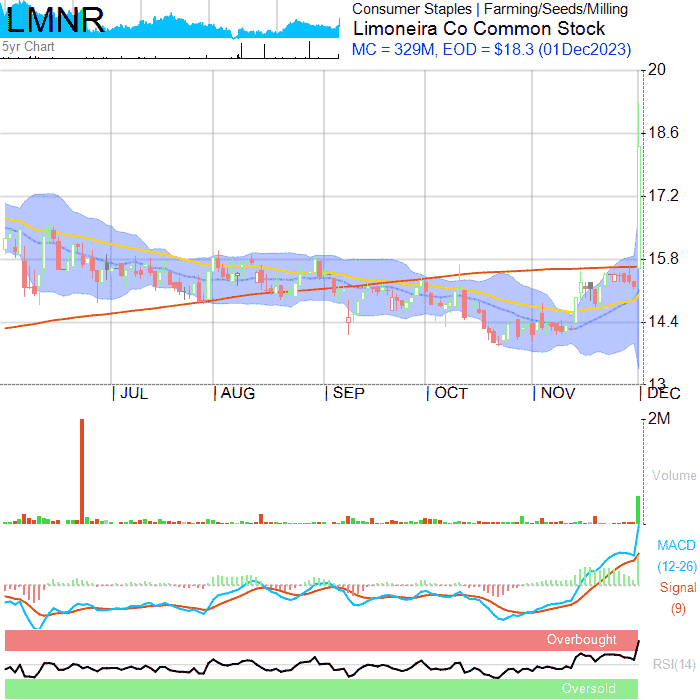 LMNR
5yr Chart
Consumer Staples | Farming/Seeds/Milling
Limoneira Co Common Stock
MC = 329M, EOD = $18.3 (01Dec2023)
20
18.6
17.2
15.8
14.4
13
JUL AUG SEP OCT NOV DEC
2M
Volume
MACD
(12-26)
Signal
(9)
Overbought
RSI(14)
Oversold